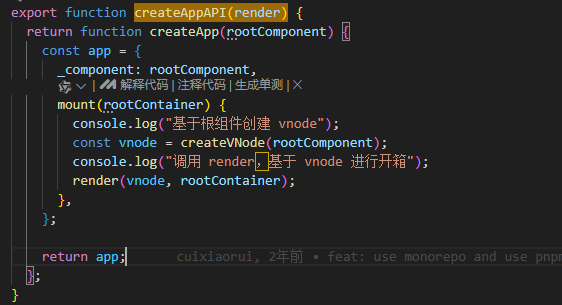 export function createAppAPI(render) {
return function createApp(rootComponent) {
const app = {
_component: rootComponent,
| 解释代码 | 注释代码 | 生成单测 | ×
mount(rootContainer) {
console.log("基于根组件创建 vnode");
const vnode = createVNode(rootComponent);
console.log("调用 render，基于 vnode 进行开箱");
render(vnode, rootContainer);
},
};
return app; cuixiaorui, 2年前 • feat: use monorepo and use pnp
};
}